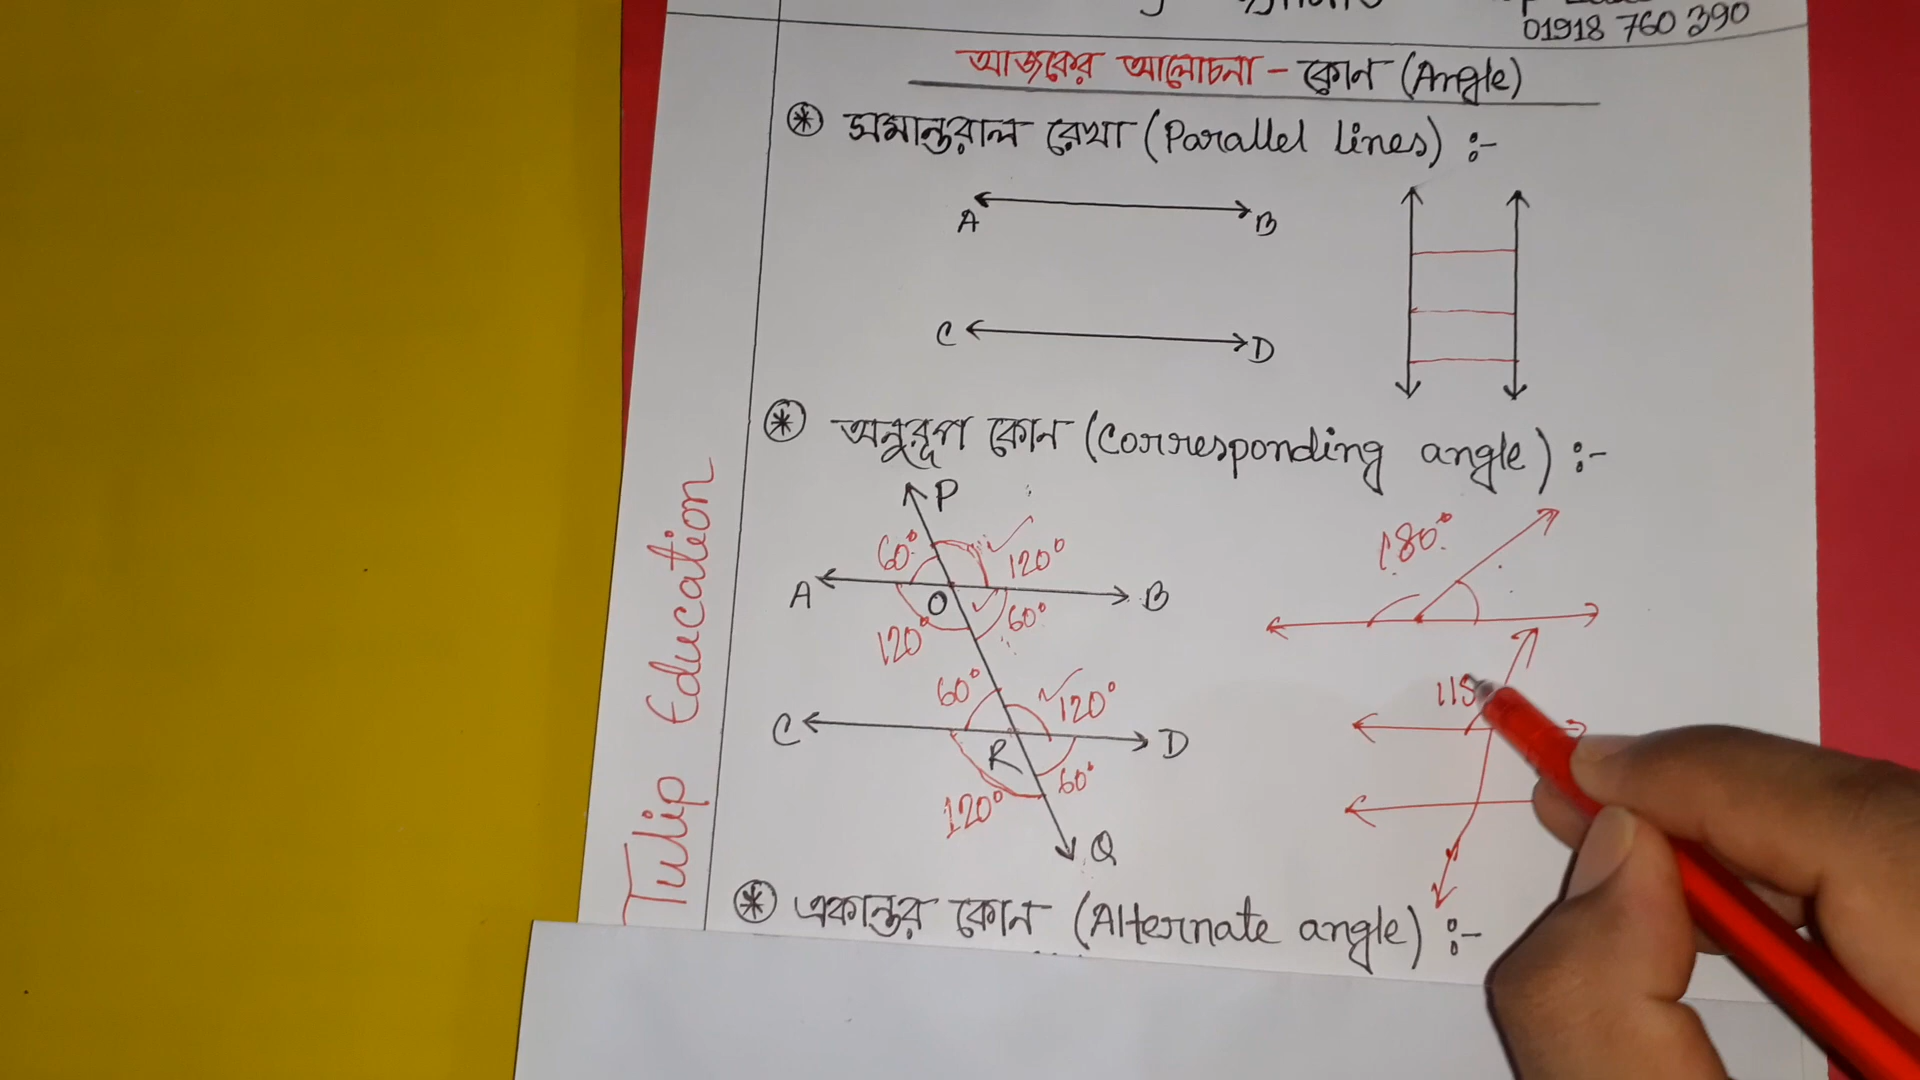 01918 760 390
আজকের আলোচনা - কোন (Angle)
* সমান্তরাল রেখা (Parallel lines) :-
A B
C D
* অনুরূপ কোন (Corresponding angle) :-
P
60° 120°
A B
O
120° 60°
60° 120°
C D
R
120° 60°
Q
180°
115
* একান্তর কোন (Alternate angle) :-
Tulip Education